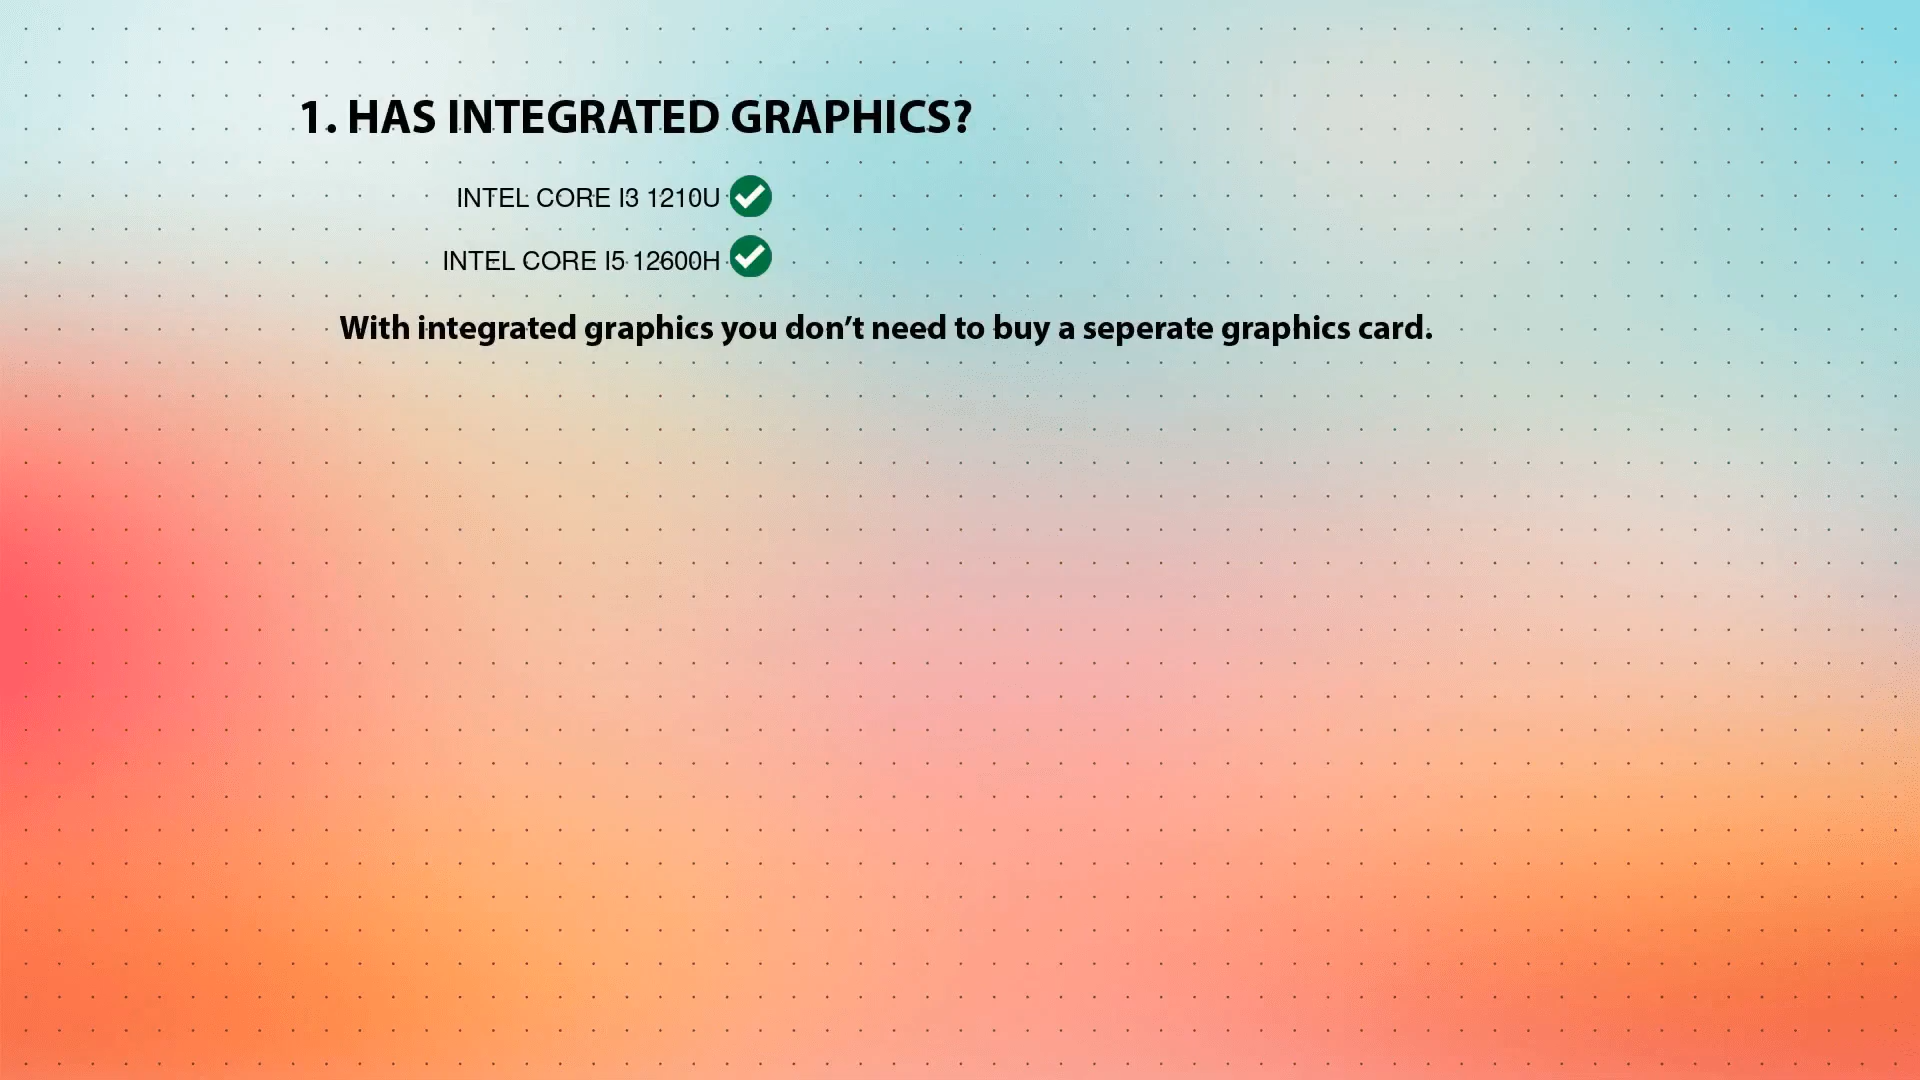 1. HAS INTEGRATED GRAPHICS?
INTEL CORE I3 1210U
INTEL CORE I5 12600H
With integrated graphics you don’t need to buy a seperate graphics card.